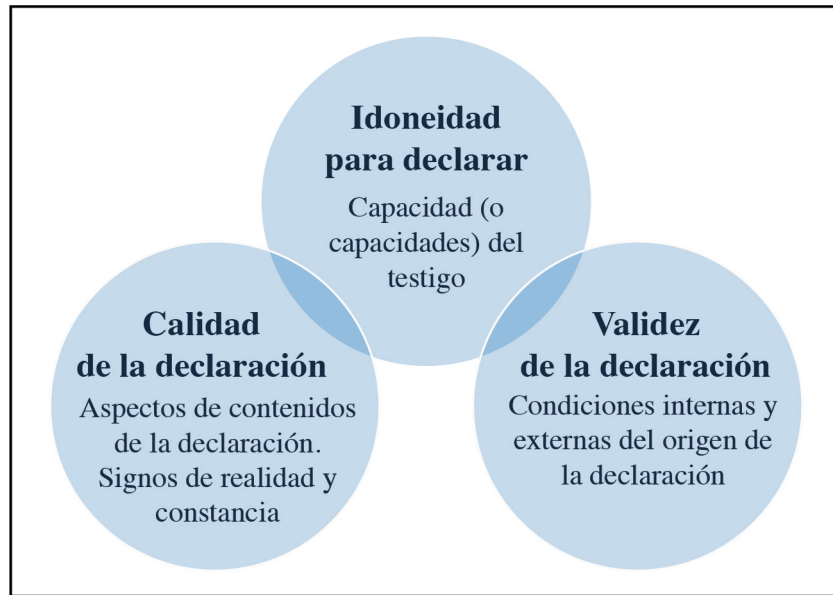 Idoneidad
para declarar
Capacidad (o
capacidades) del
testigo
Calidad
de la declaración
Aspectos de contenidos
de la declaración.
Signos de realidad y
constancia
Validez
de la declaración
Condiciones internas y
externas del origen de
la declaración